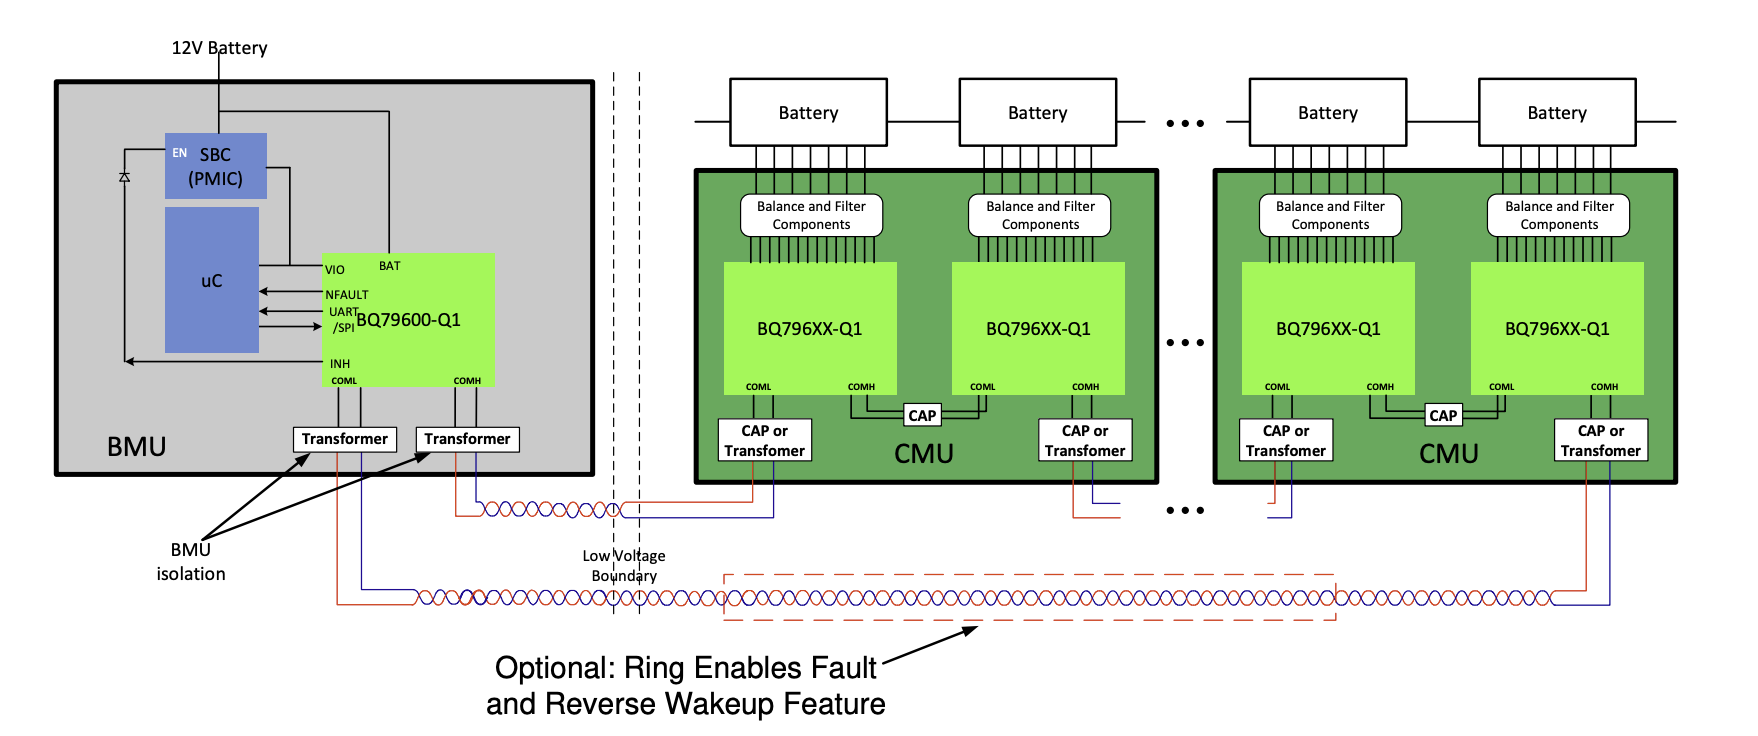 12V Battery
EN
SBC
(PMIC)
uC
VIO
BAT
NFAULT
UART
/SPI
BQ79600-Q1
INH
COML
COMH
BMU
Transformer
Transformer
BMU
isolation
Low Voltage
Boundary
Battery
Battery
•••
Battery
Battery
Balance and Filter
Components
Balance and Filter
Components
Balance and Filter
Components
Balance and Filter
Components
BQ796XX-Q1
BQ796XX-Q1
•••
BQ796XX-Q1
BQ796XX-Q1
COML
COMH
COML
COMH
COML
COMH
COML
COMH
CAP
CAP
CAP or
Transfomer
CMU
CAP or
Transfomer
CAP or
Transfomer
CMU
CAP or
Transfomer
•••
Optional: Ring Enables Fault
and Reverse Wakeup Feature